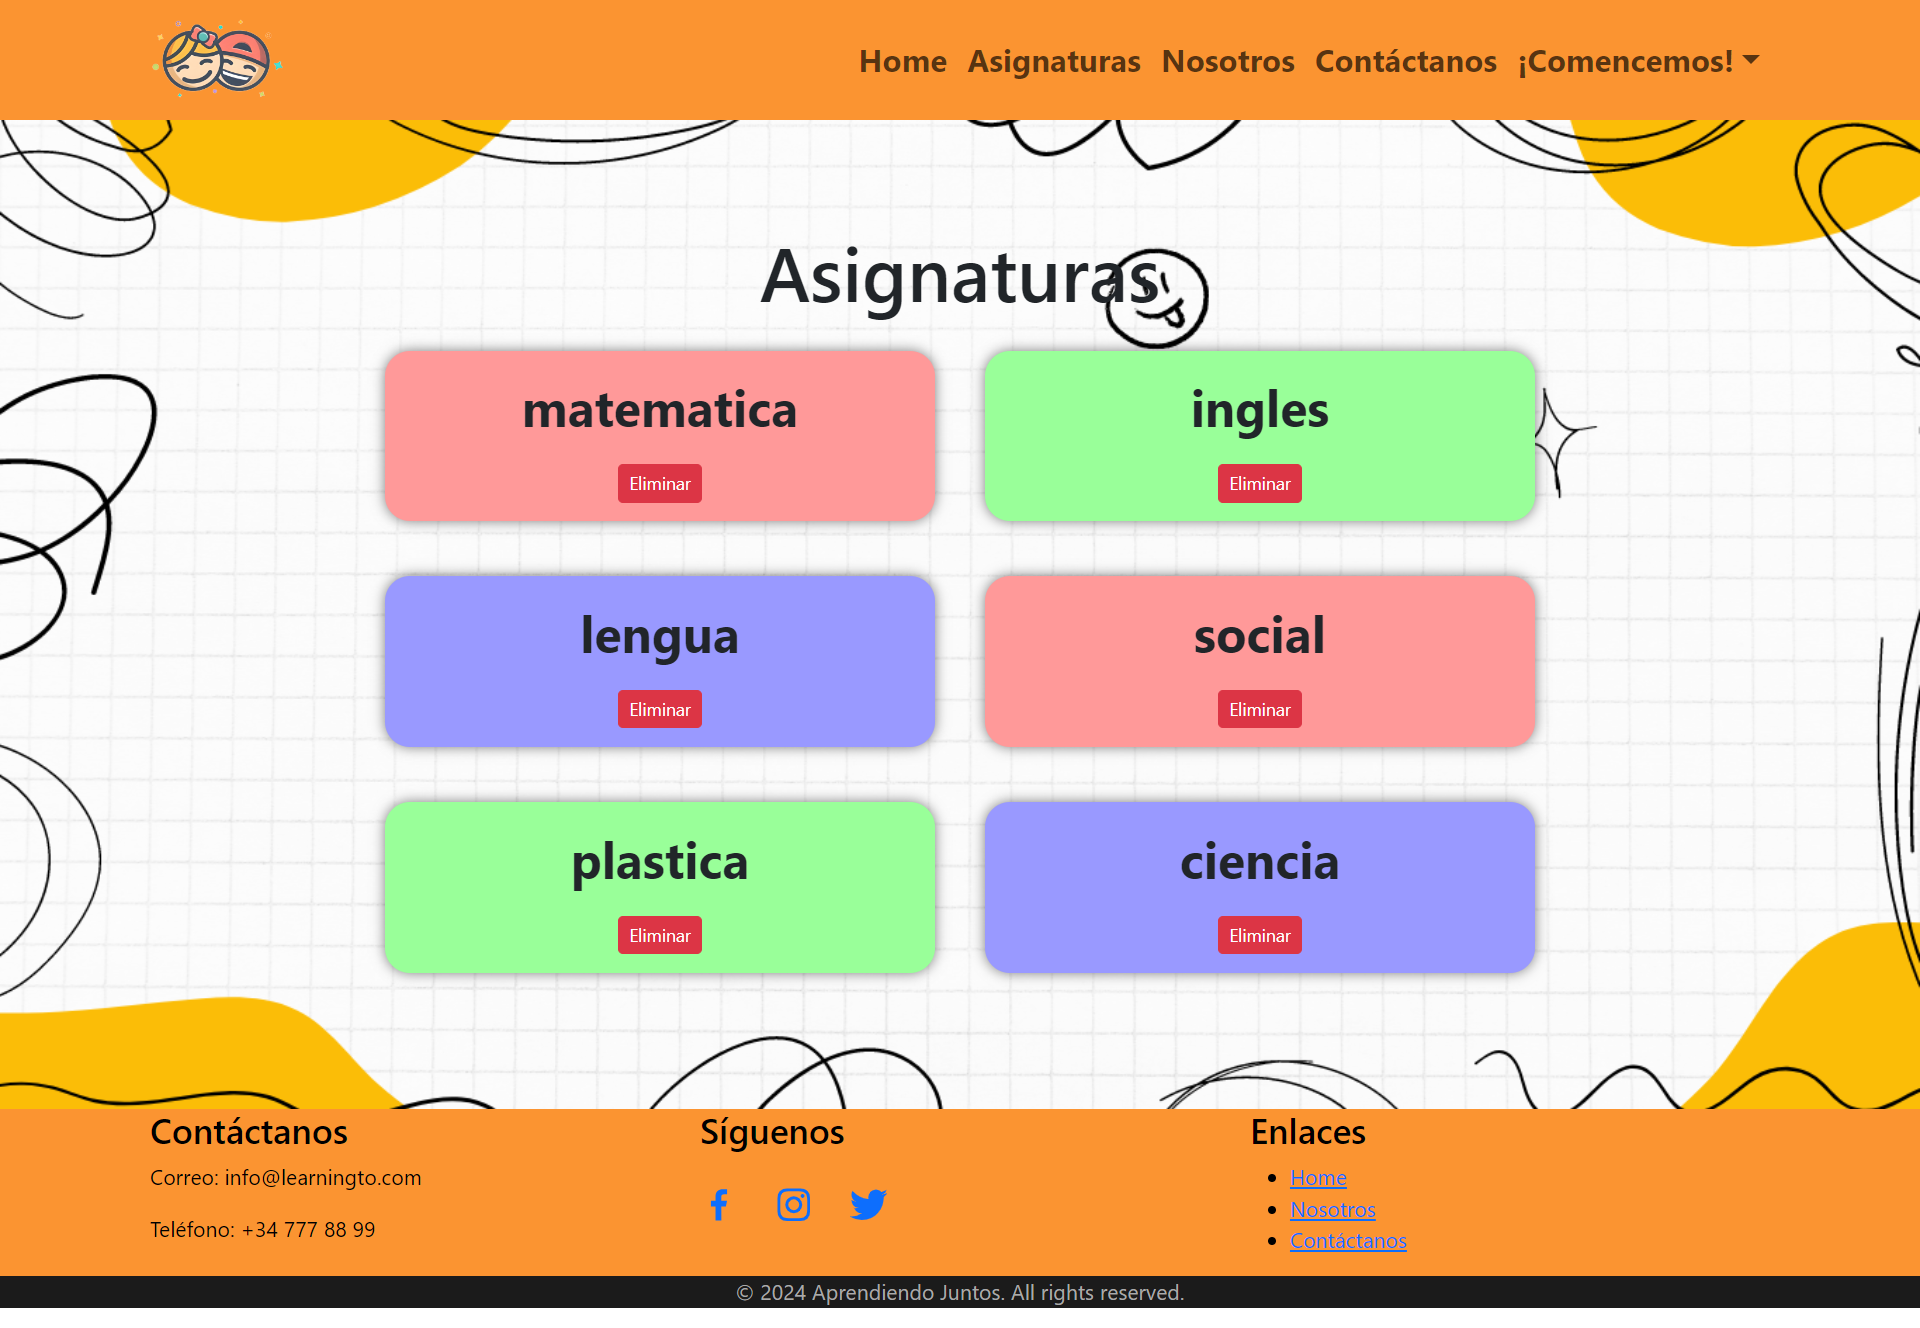 Home Asignaturas Nosotros Contáctanos ¡Comencemos!
Asignaturas
matematica
Eliminar
ingles
Eliminar
lengua
Eliminar
social
Eliminar
plastica
Eliminar
ciencia
Eliminar
Contáctanos
Correo: info@learningto.com
Teléfono: +34 777 88 99
Síguenos
Enlaces
Home
Nosotros
Contáctanos
© 2024 Aprendiendo Juntos. All rights reserved.